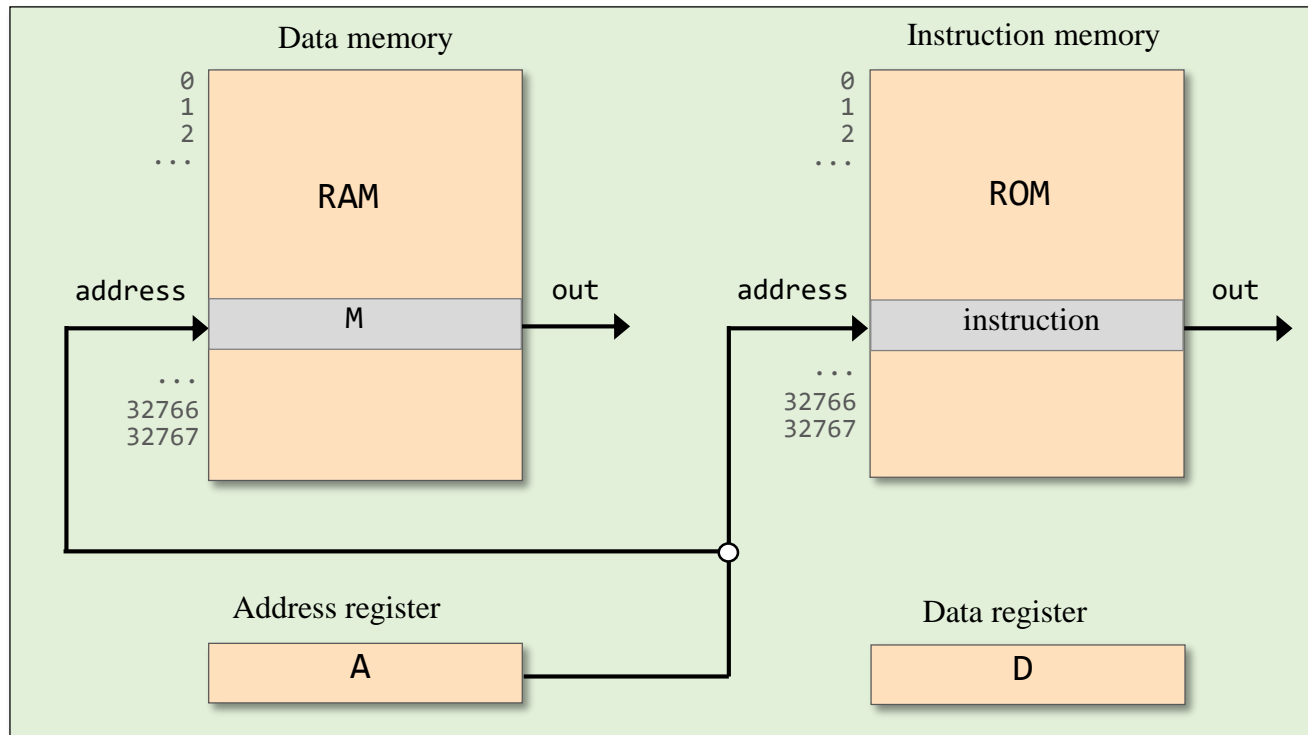 Data memory
0
1
2
...
RAM
address
M
out
...
32766
32767
Instruction memory
0
1
2
...
ROM
address
instruction
out
...
32766
32767
Address register
A
Data register
D